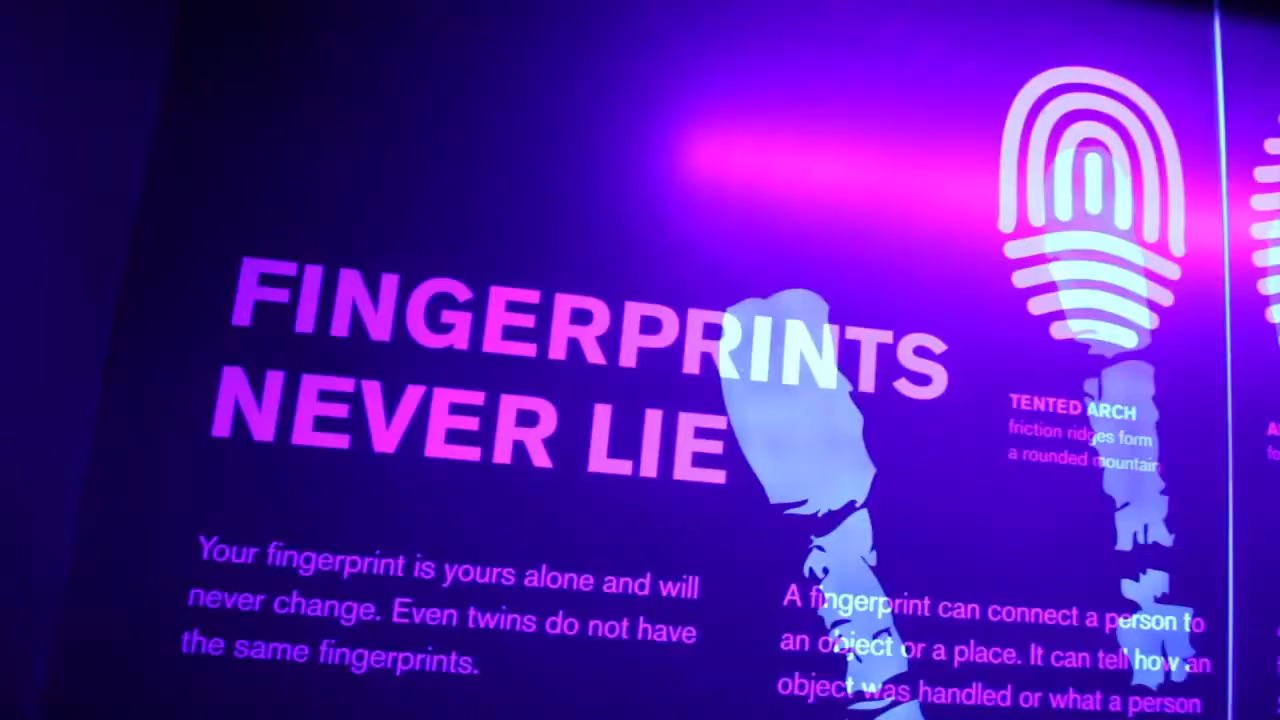 FINGERPRINTS
NEVER LIE
Your fingerprint is yours alone and will
never change. Even twins do not have
the same fingerprints.
A fingerprint can connect a person to
an object or a place. It can tell how an
object was handled or what a person
TENTED ARCH
friction ridges form
a rounded mountain